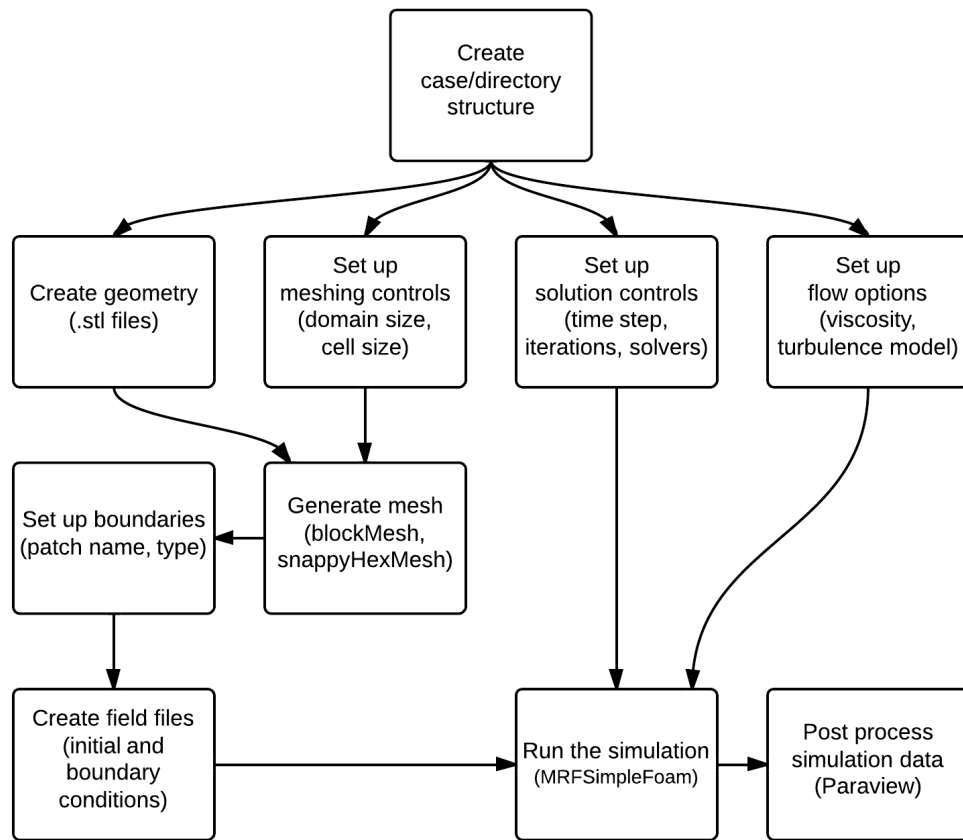 Create
case/directory
structure
Create geometry
(.stl files)
Set up
meshing controls
(domain size,
cell size)
Set up
solution controls
(time step,
iterations, solvers)
Set up
flow options
(viscosity,
turbulence model)
Set up boundaries
(patch name, type)
Generate mesh
(blockMesh,
snappyHexMesh)
Create field files
(initial and
boundary
conditions)
Run the simulation
(MRFSimpleFoam)
Post process
simulation data
(Paraview)